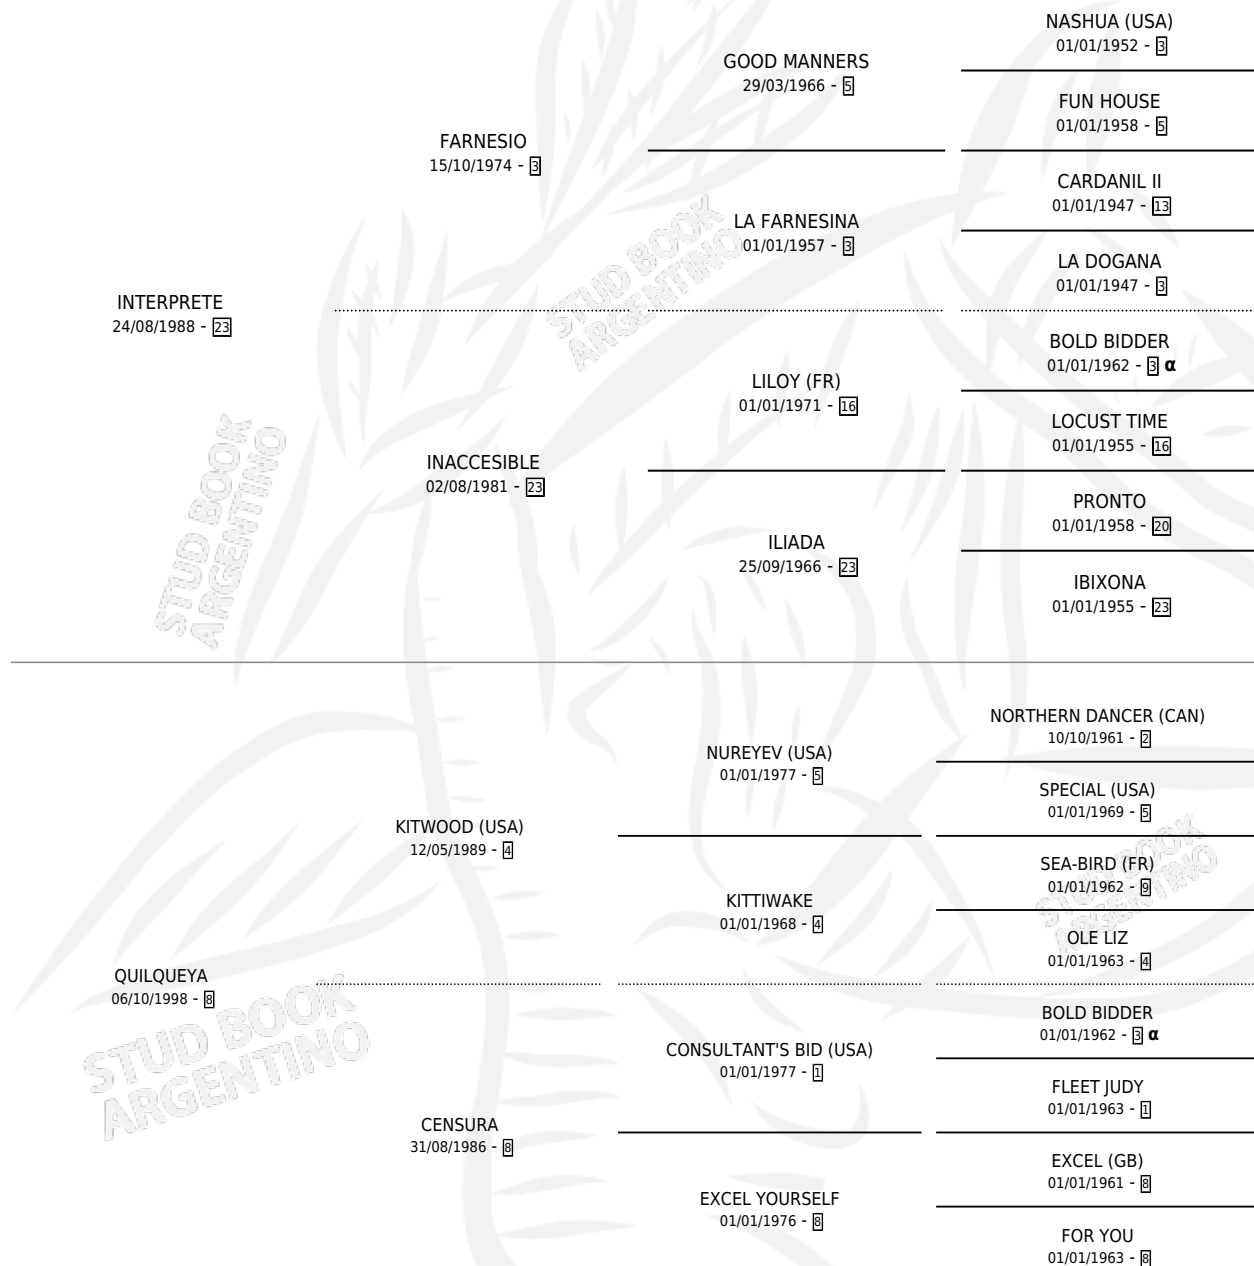 NASHUA (USA)
01/01/1952 - 3
GOOD MANNERS
29/03/1966 - 5
FUN HOUSE
01/01/1958 - 5
FARNESIO
15/10/1974 - 3
CARDANIL II
01/01/1947 - 13
LA FARNESINA
01/01/1957 - 3
LA DOGANA
01/01/1947 - 3
INTERPRETE
24/08/1988 - 23
BOLD BIDDER
01/01/1962 - 3 α
LILOY (FR)
01/01/1971 - 16
LOCUST TIME
01/01/1955 - 16
INACCESIBLE
02/08/1981 - 23
PRONTO
01/01/1958 - 20
ILIADA
25/09/1966 - 23
IBIXONA
01/01/1955 - 23
NORTHERN DANCER (CAN)
10/10/1961 - 2
NUREYEV (USA)
01/01/1977 - 5
SPECIAL (USA)
01/01/1969 - 5
KITWOOD (USA)
12/05/1989 - 4
SEA-BIRD (FR)
01/01/1962 - 9
KITTIWAKE
01/01/1968 - 4
OLE LIZ
01/01/1963 - 4
QUILQUEYA
06/10/1998 - 8
BOLD BIDDER
01/01/1962 - 3 α
CONSULTANT'S BID (USA)
01/01/1977 - 1
FLEET JUDY
01/01/1963 - 1
CENSURA
31/08/1986 - 8
EXCEL (GB)
01/01/1961 - 8
EXCEL YOURSELF
01/01/1976 - 8
FOR YOU
01/01/1963 - 8
STUD BOOK
ARGENTINO
STUD BOOK
ARGENTINO
STUD BOOK
ARGENTINO
STUD BOOK
ARGENTINO